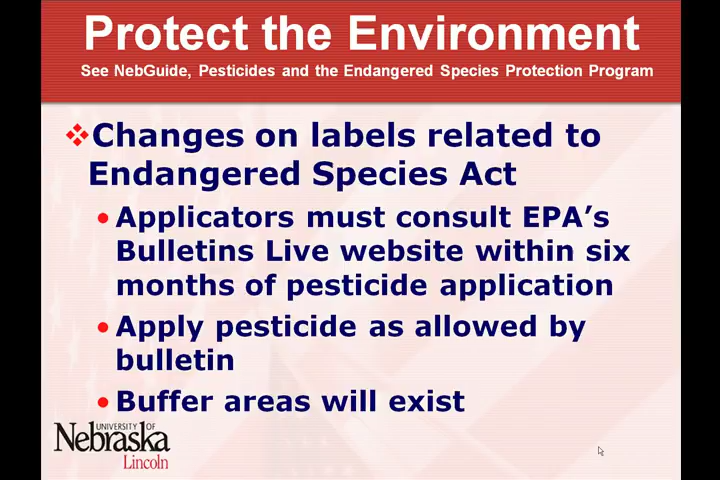 Protect the Environment
See NebGuide, Pesticides and the Endangered Species Protection Program
Changes on labels related to
Endangered Species Act
Applicators must consult EPA’s
Bulletins Live website within six
months of pesticide application
Apply pesticide as allowed by
bulletin
Buffer areas will exist
UNIVERSITY OF
Nebraska
Lincoln